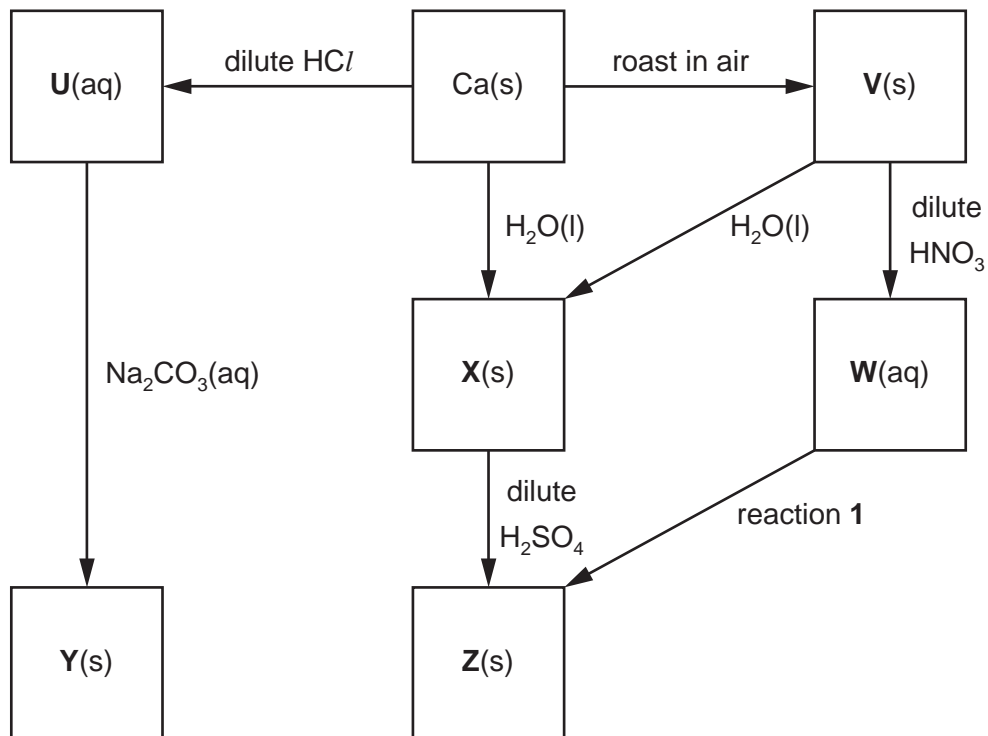 dilute HCl
roast in air
U(aq)
Ca(s)
V(s)
H₂O(l)
H₂O(l)
dilute
HNO₃
Na₂CO₃(aq)
X(s)
W(aq)
dilute
H₂SO₄
reaction 1
Y(s)
Z(s)